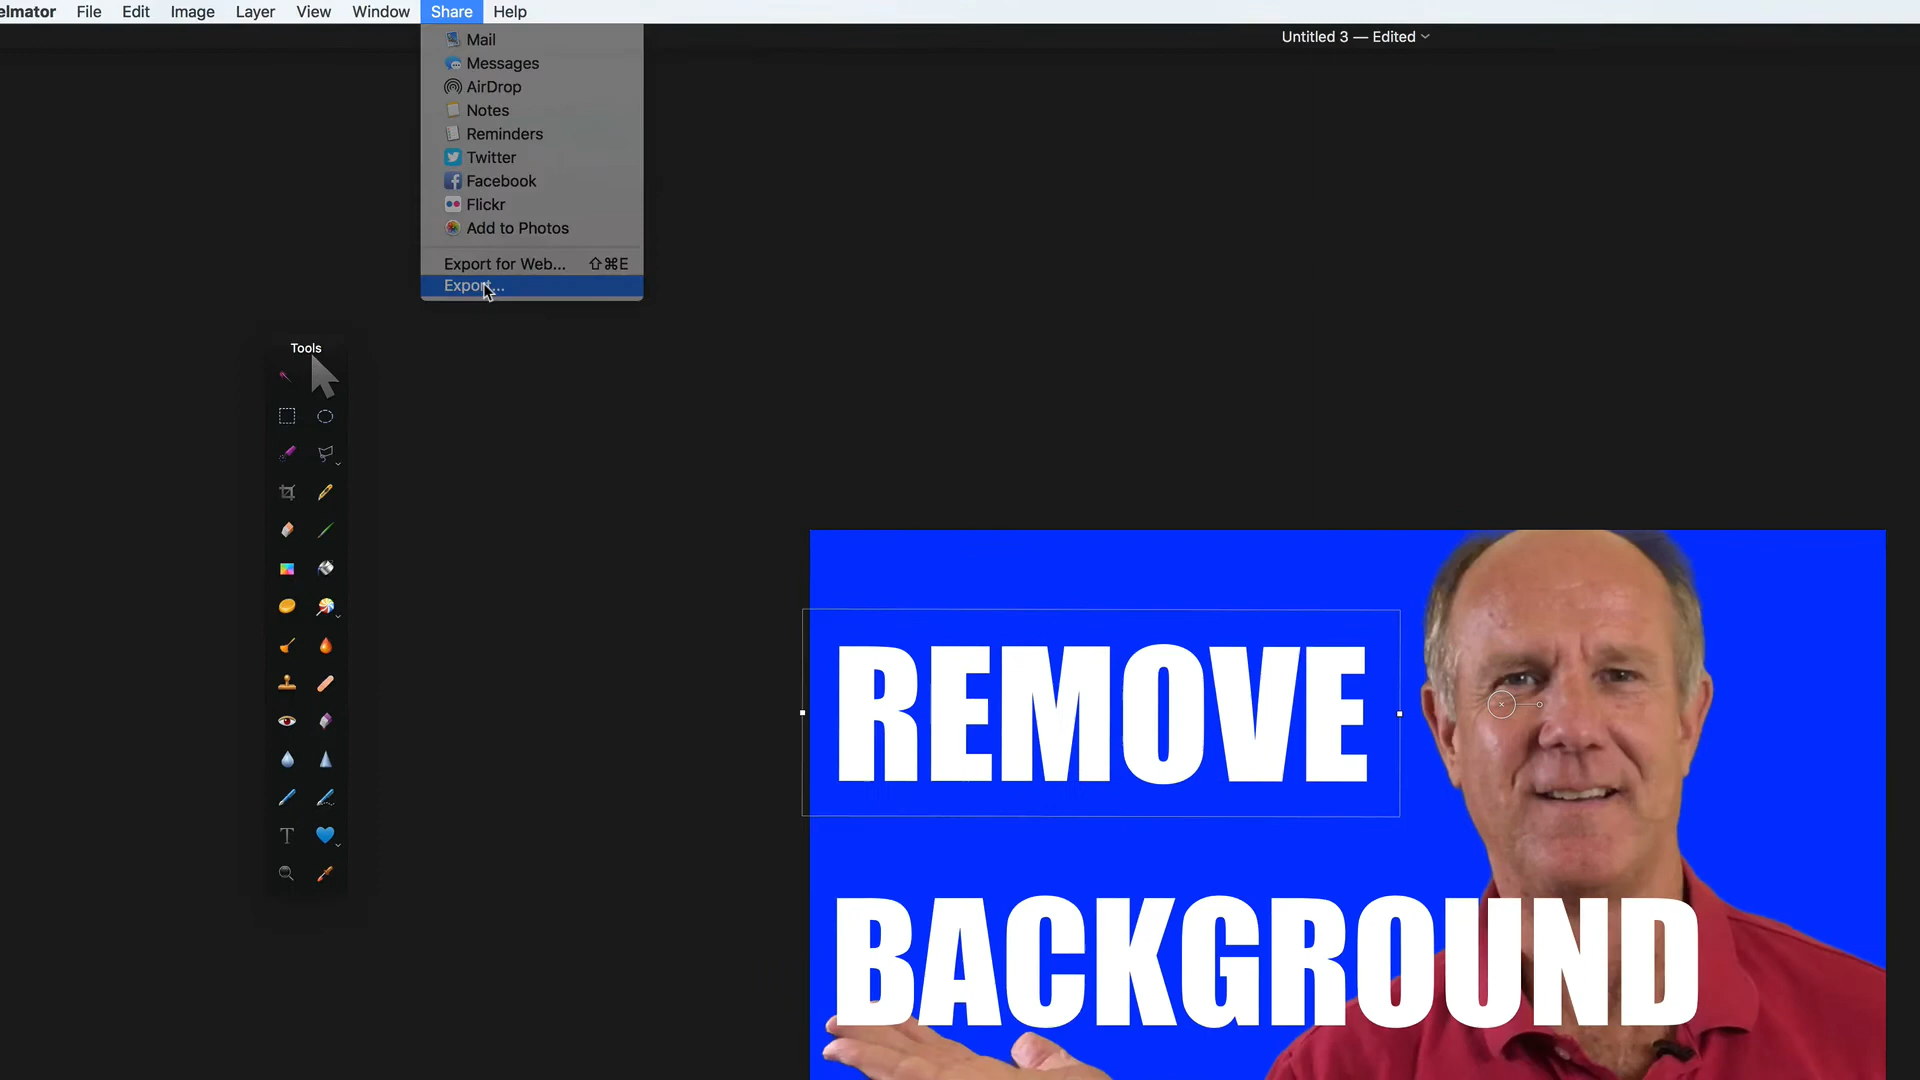 elmator File Edit Image Layer View Window Share Help
Untitled 3 — Edited
Mail
Messages
AirDrop
Notes
Reminders
Twitter
Facebook
Flickr
Add to Photos
Export for Web... ⇧⌘E
Export...
Tools
REMOVE
BACKGROUND